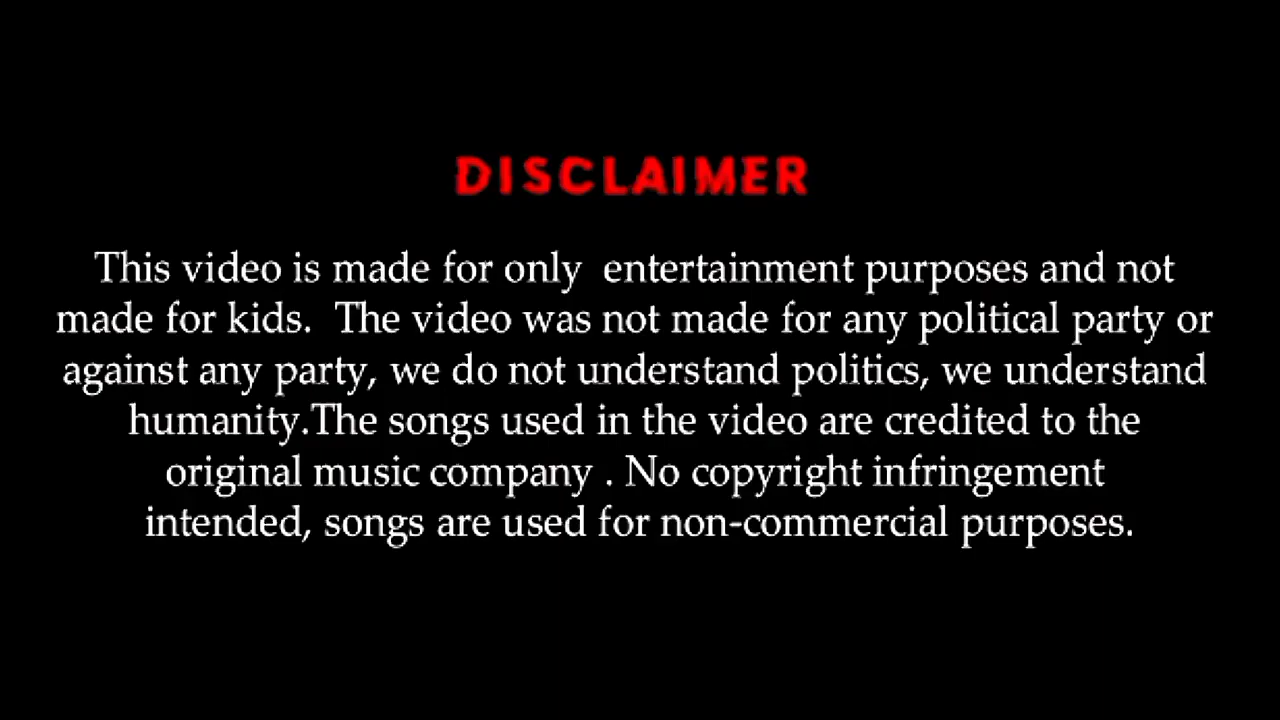 DISCLAIMER
This video is made for only  entertainment purposes and not
made for kids.  The video was not made for any political party or
against any party, we do not understand politics, we understand
humanity.The songs used in the video are credited to the
original music company . No copyright infringement
intended, songs are used for non-commercial purposes.